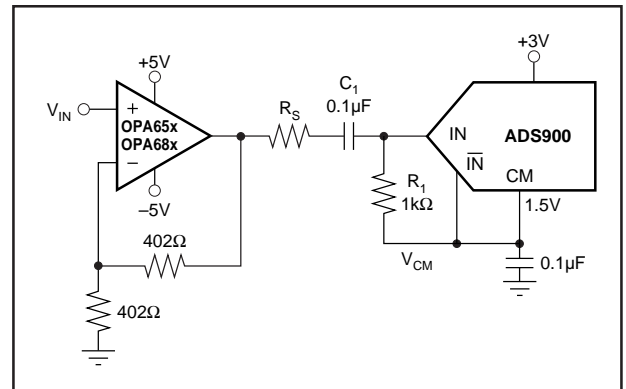 +5V
V_IN
+
OPA65x
OPA68x
–
–5V
402Ω
402Ω
R_S
C_1
0.1µF
R_1
1kΩ
V_CM
+3V
IN
ADS900
I̅N̅
CM
1.5V
0.1µF